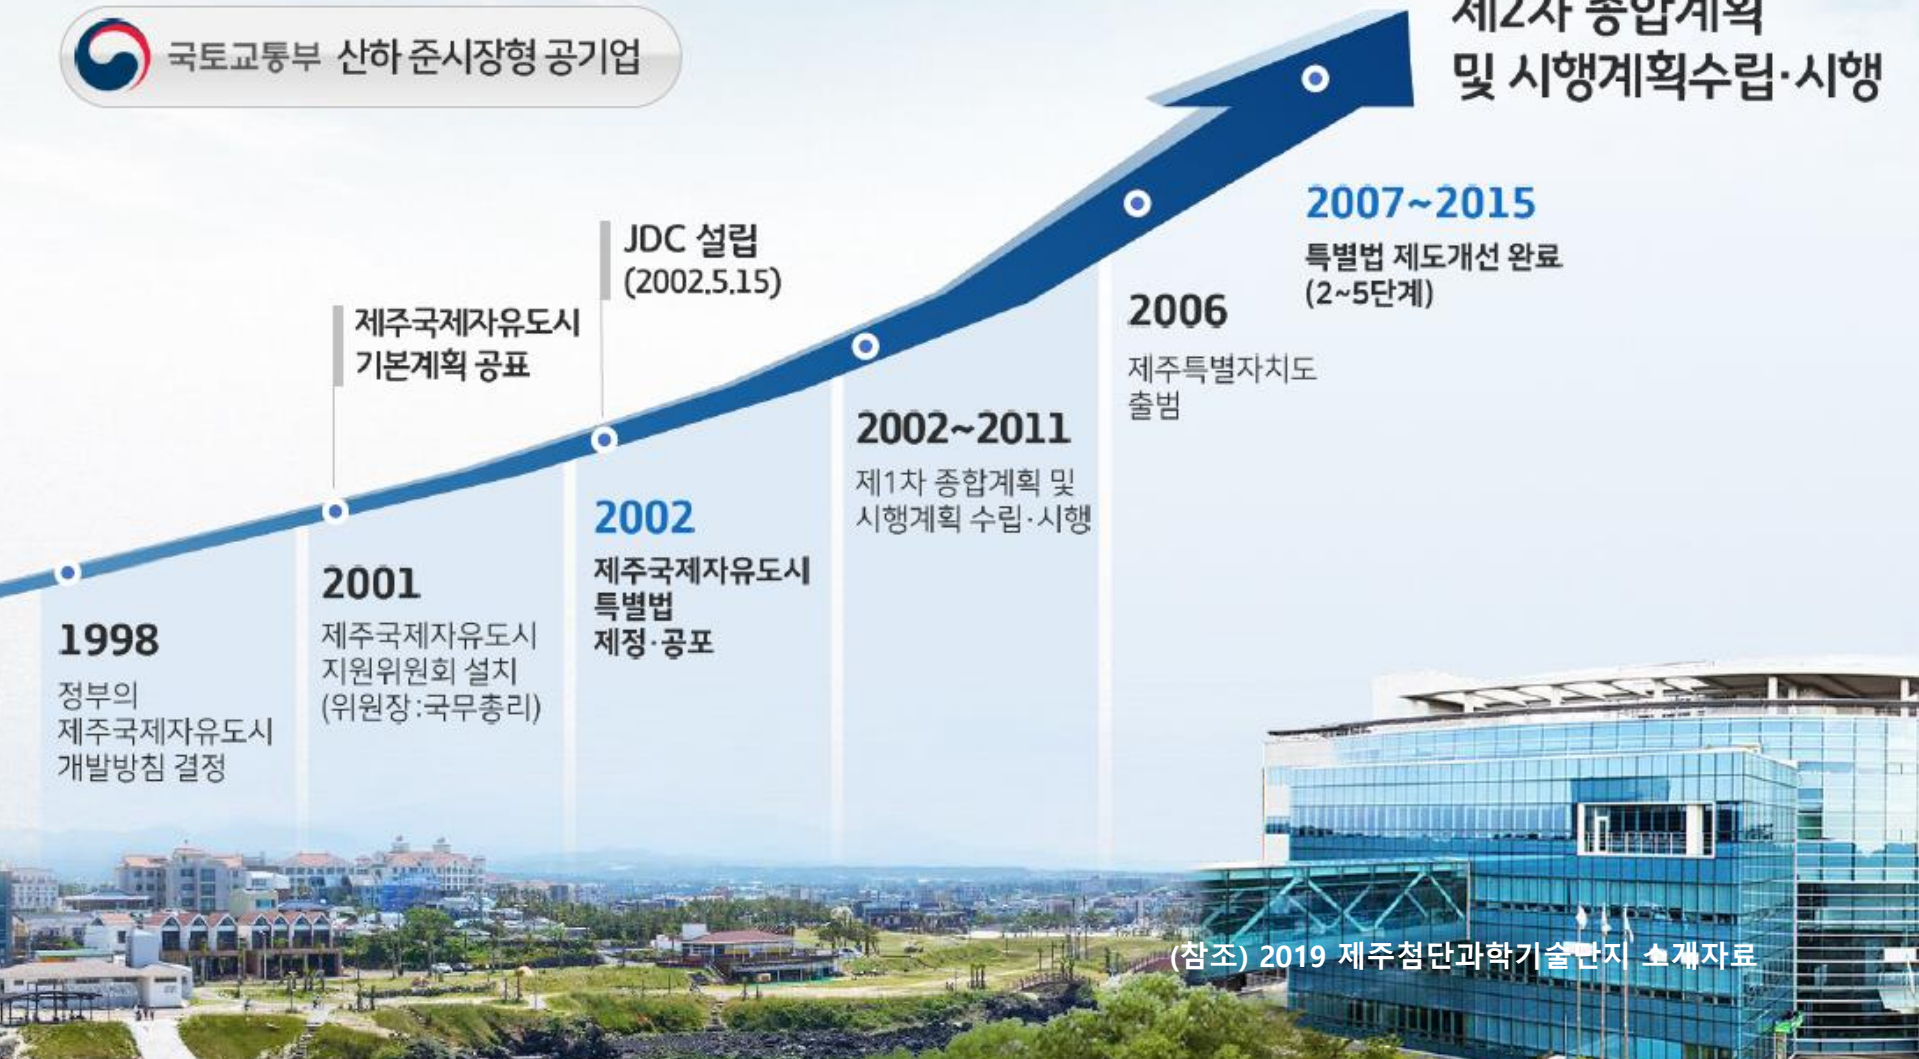 국토교통부 산하 준시장형 공기업
제2차 종합계획
및 시행계획수립·시행
2007~2015
특별법 제도개선 완료
(2~5단계)
JDC 설립
(2002.5.15)
제주국제자유도시
기본계획 공표
2006
제주특별자치도
출범
2002~2011
제1차 종합계획 및
시행계획 수립·시행
2002
제주국제자유도시
특별법
제정·공포
2001
제주국제자유도시
지원위원회 설치
(위원장:국무총리)
1998
정부의
제주국제자유도시
개발방침 결정
(참조) 2019 제주첨단과학기술단지 소개자료